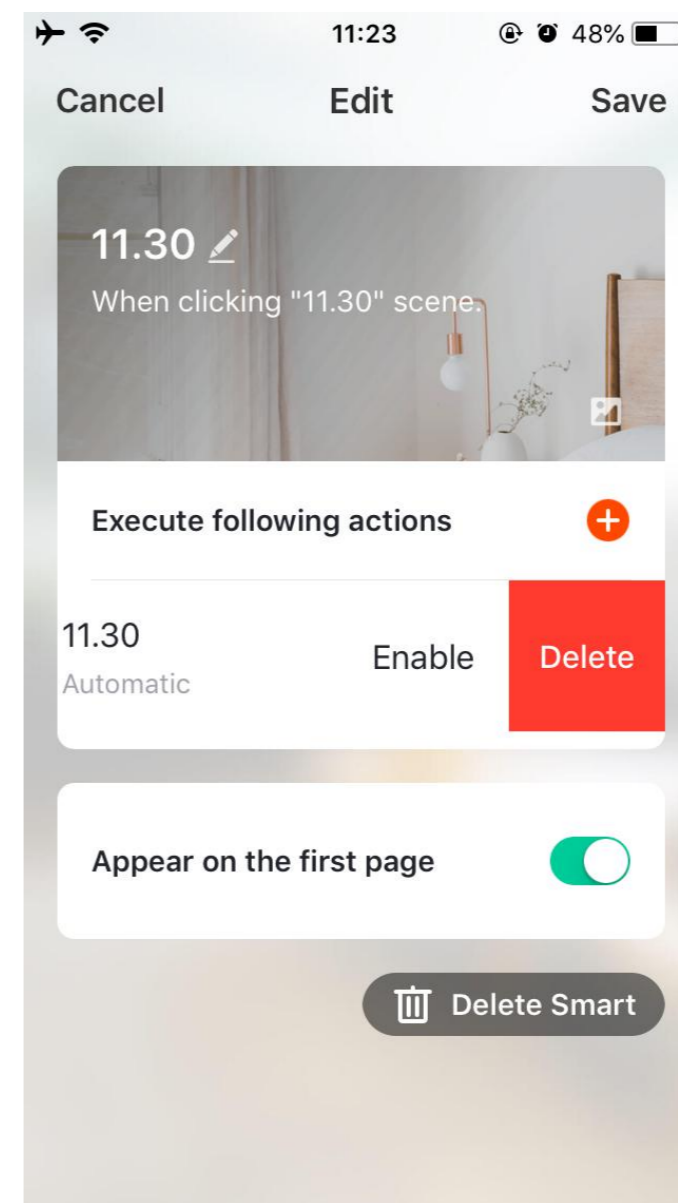 11:23 48%
Cancel Edit Save
11.30
When clicking "11.30" scene.
Execute following actions
11.30 Enable Delete
Automatic
Appear on the first page
Delete Smart